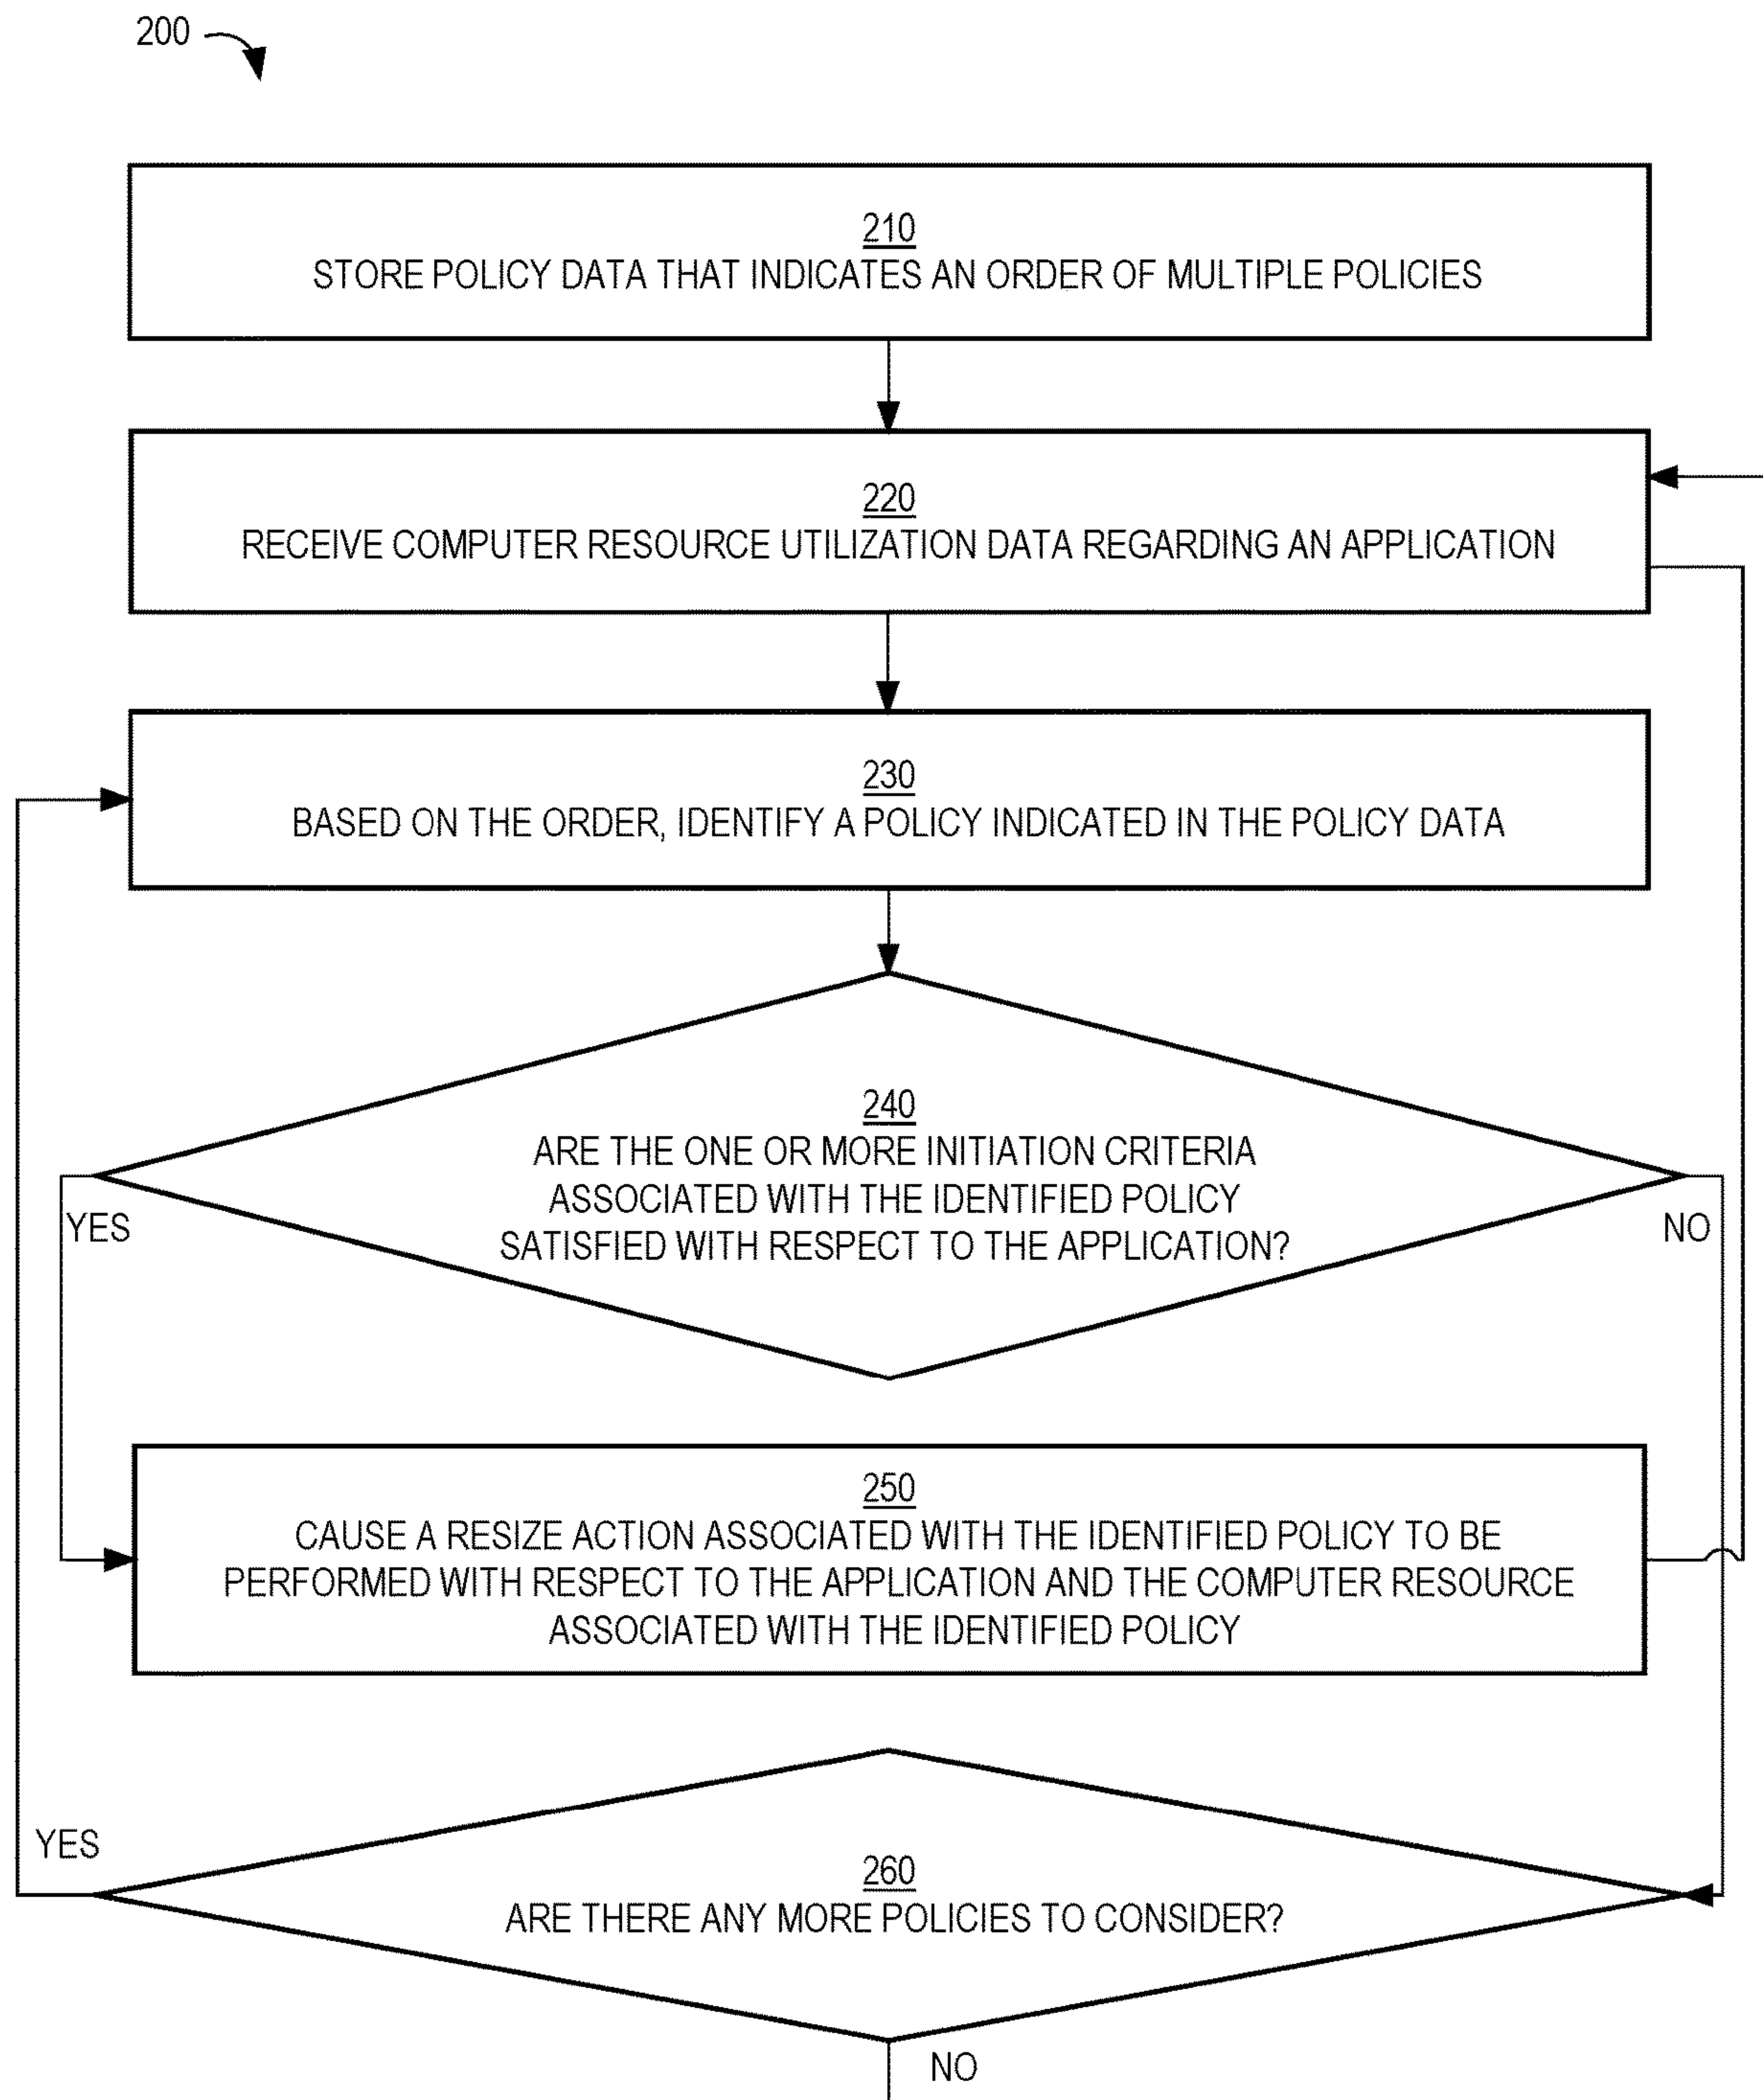 200
210
STORE POLICY DATA THAT INDICATES AN ORDER OF MULTIPLE POLICIES
220
RECEIVE COMPUTER RESOURCE UTILIZATION DATA REGARDING AN APPLICATION
230
BASED ON THE ORDER, IDENTIFY A POLICY INDICATED IN THE POLICY DATA
240
ARE THE ONE OR MORE INITIATION CRITERIA
ASSOCIATED WITH THE IDENTIFIED POLICY
SATISFIED WITH RESPECT TO THE APPLICATION?
YES
NO
250
CAUSE A RESIZE ACTION ASSOCIATED WITH THE IDENTIFIED POLICY TO BE
PERFORMED WITH RESPECT TO THE APPLICATION AND THE COMPUTER RESOURCE
ASSOCIATED WITH THE IDENTIFIED POLICY
YES
260
ARE THERE ANY MORE POLICIES TO CONSIDER?
NO